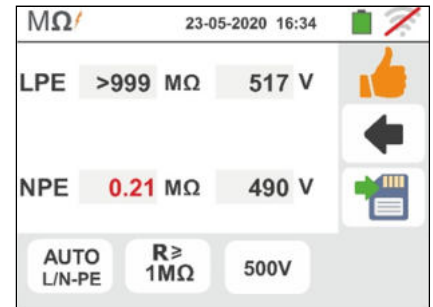 MΩ 23-05-2020 16:34
LPE >999 MΩ 517 V
NPE 0.21 MΩ 490 V
AUTO L/N-PE
R≥ 1MΩ
500V